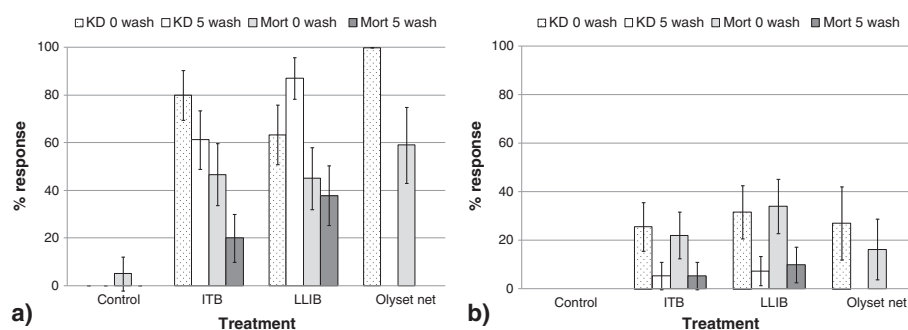 KD 0 wash KD 5 wash Mort 0 wash Mort 5 wash
100
80
60
40
20
0
% response
Control ITB LLIB Olyset net
Treatment
a)
KD 0 wash KD 5 wash Mort 0 wash Mort 5 wash
100
80
60
40
20
0
% response
Control ITB LLIB Olyset net
Treatment
b)